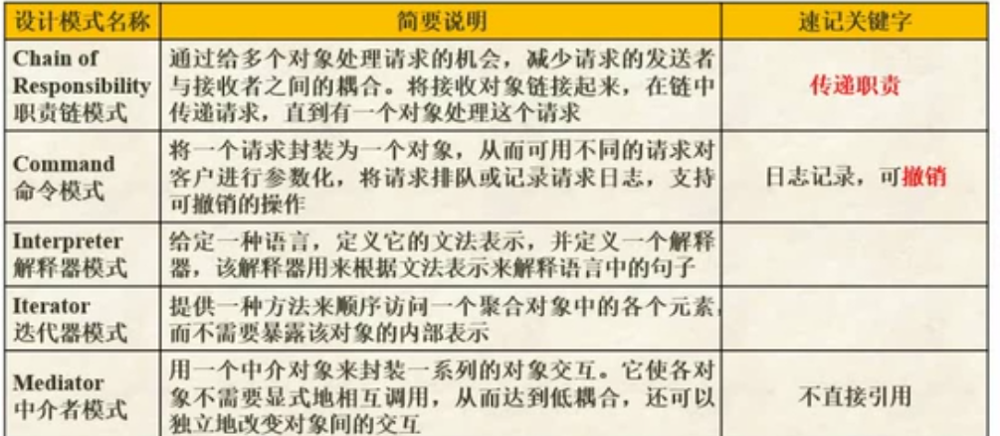 设计模式名称 简要说明 速记关键字
Chain of
Responsibility
职责链模式
通过给多个对象处理请求的机会，减少请求的发送者
与接收者之间的耦合。将接收对象链接起来，在链中
传递请求，直到有一个对象处理这个请求
传递职责
Command
命令模式
将一个请求封装为一个对象，从而可用不同的请求对
客户进行参数化，将请求排队或记录请求日志，支持
可撤销的操作
日志记录，可撤销
Interpreter
解释器模式
给定一种语言，定义它的文法表示，并定义一个解释
器，该解释器用来根据文法表示来解释语言中的句子
Iterator
迭代器模式
提供一种方法来顺序访问一个聚合对象中的各个元素，
而不需要暴露该对象的内部表示
Mediator
中介者模式
用一个中介对象来封装一系列的对象交互。它使各对
象不需要显式地相互调用，从而达到低耦合，还可以
独立地改变对象间的交互
不直接引用